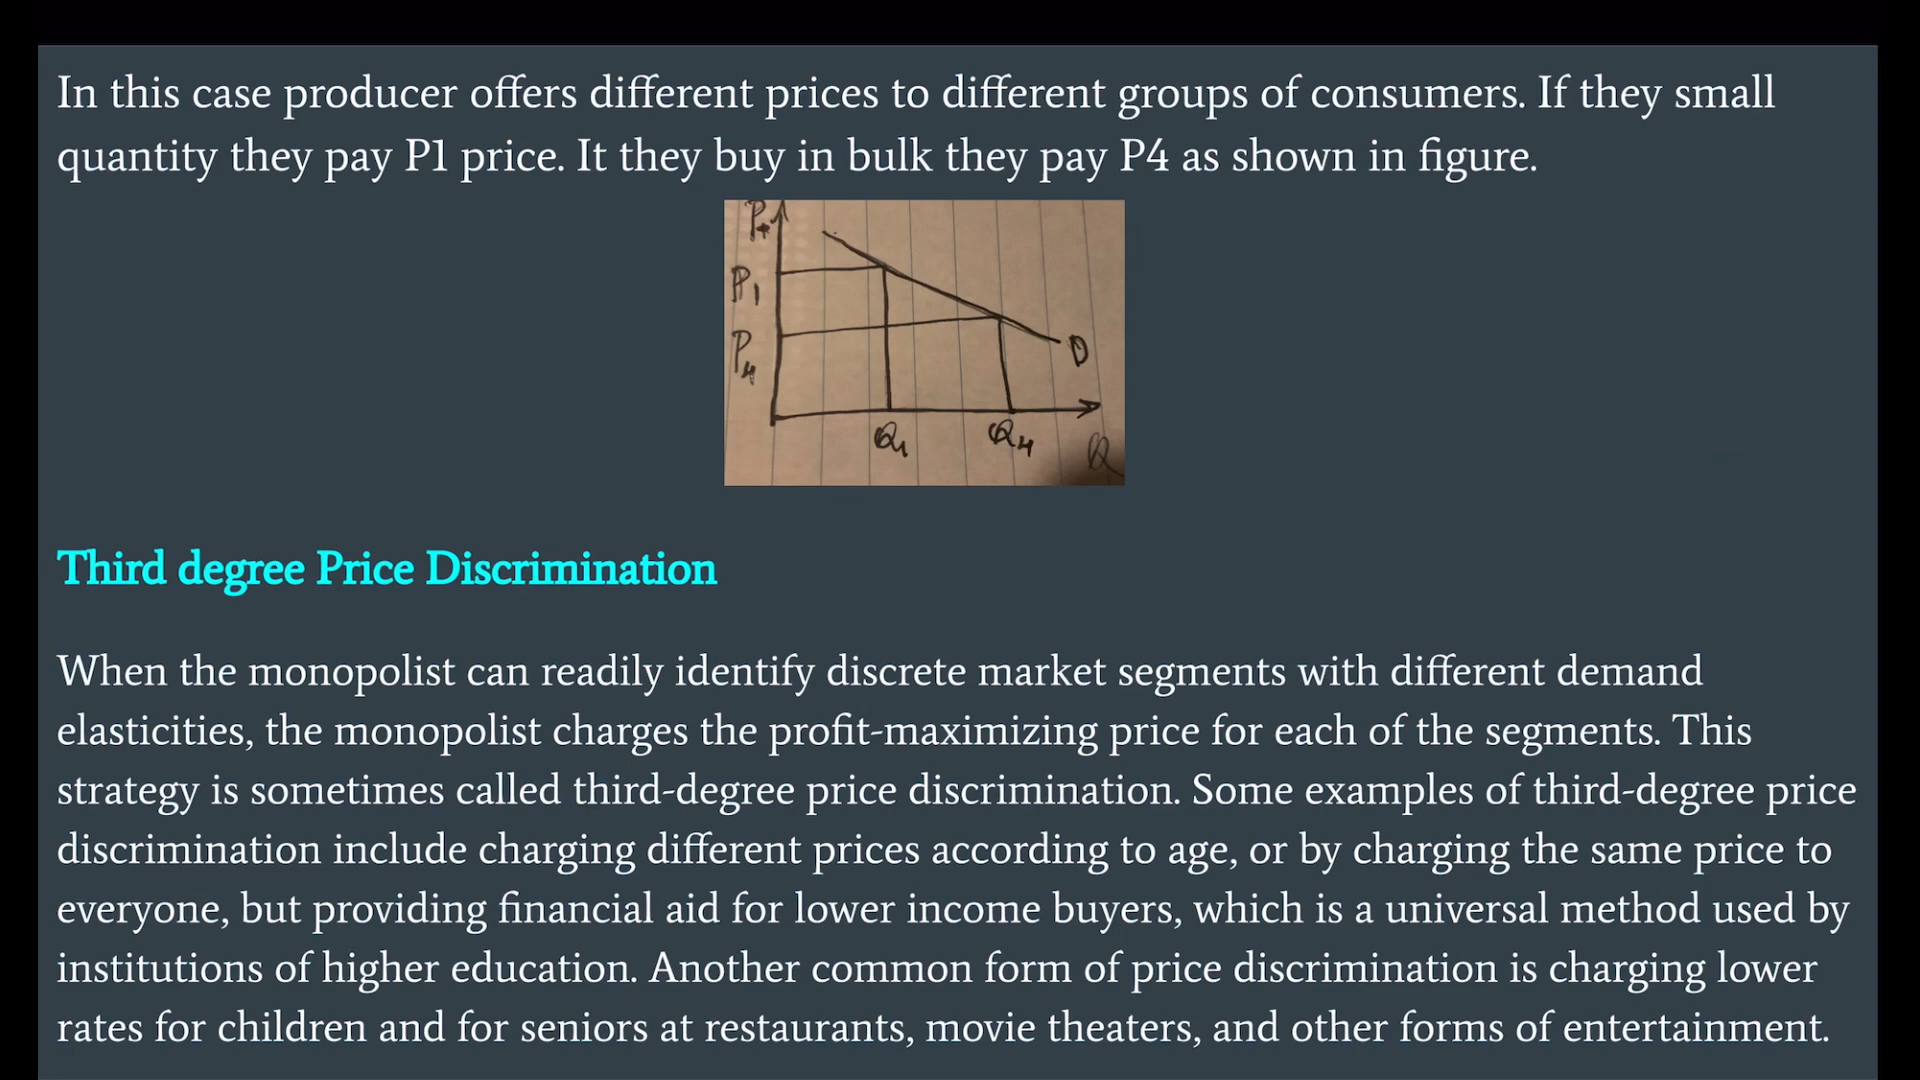 In this case producer offers different prices to different groups of consumers. If they small
quantity they pay P1 price. It they buy in bulk they pay P4 as shown in figure.
P
P1
P4
D
Q1
Q4
Q
Third degree Price Discrimination
When the monopolist can readily identify discrete market segments with different demand
elasticities, the monopolist charges the profit-maximizing price for each of the segments. This
strategy is sometimes called third-degree price discrimination. Some examples of third-degree price
discrimination include charging different prices according to age, or by charging the same price to
everyone, but providing financial aid for lower income buyers, which is a universal method used by
institutions of higher education. Another common form of price discrimination is charging lower
rates for children and for seniors at restaurants, movie theaters, and other forms of entertainment.